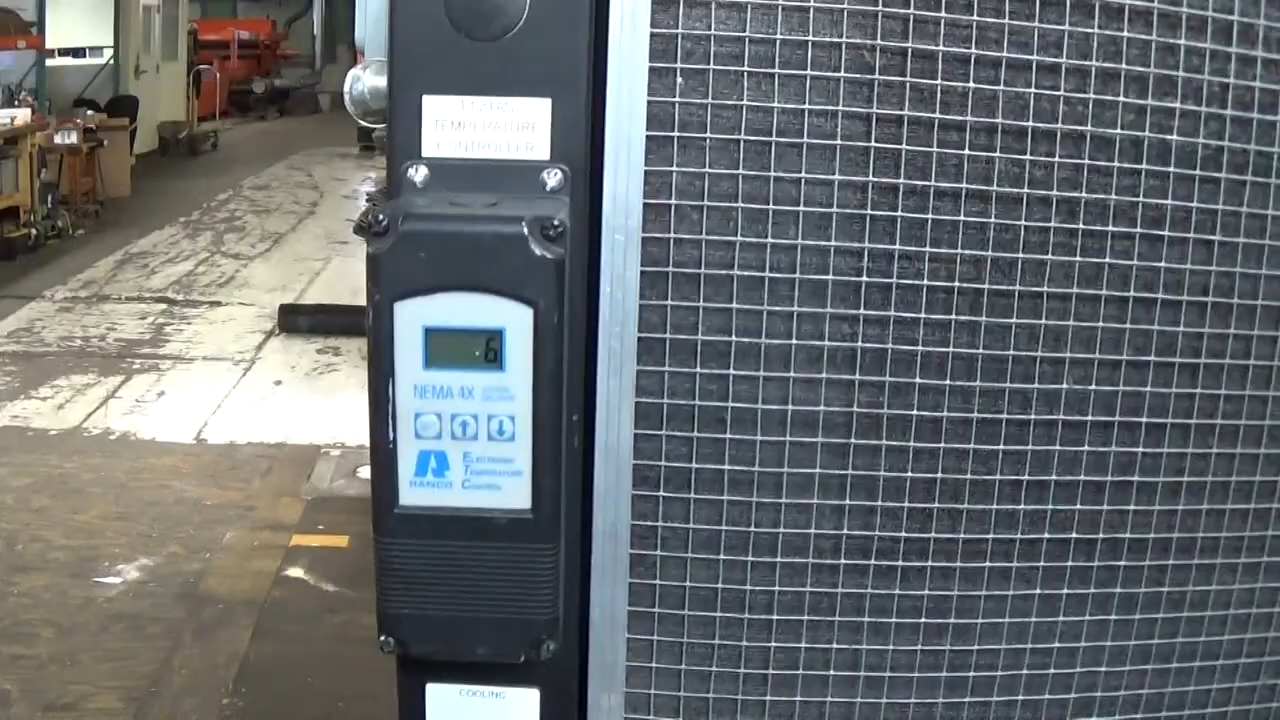 TEMPERATURE
CONTROLLER
6
NEMA 4X
RANCO
ELECTRONIC
TEMPERATURE
CONTROL
COOLING